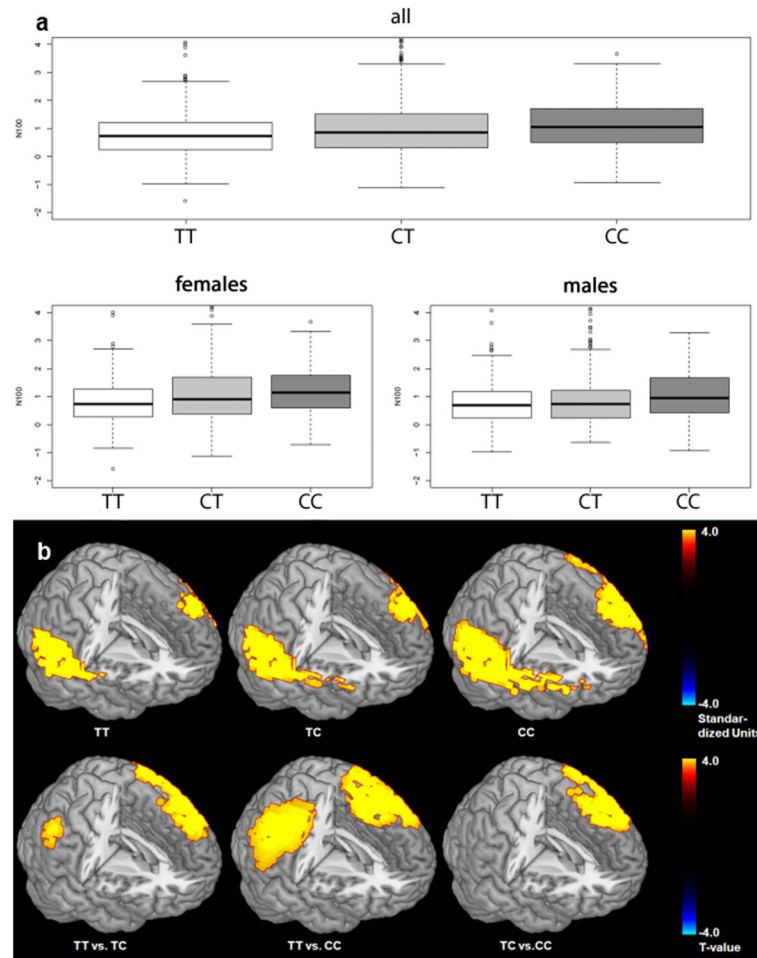 a
all
N100
4
3
2
1
0
-1
-2
TT CT CC
females
N100
4
3
2
1
0
-1
-2
TT CT CC
males
N100
4
3
2
1
0
-1
-2
TT CT CC
b
4.0
-4.0
Standar-
dized Units
TT TC CC
4.0
-4.0
T-value
TT vs. TC TT vs. CC TC vs.CC